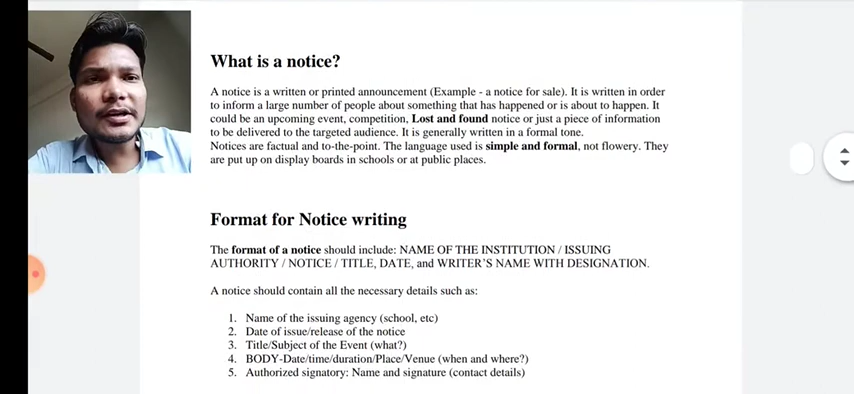 What is a notice?
A notice is a written or printed announcement (Example - a notice for sale). It is written in order
to inform a large number of people about something that has happened or is about to happen. It
could be an upcoming event, competition, Lost and found notice or just a piece of information
to be delivered to the targeted audience. It is generally written in a formal tone.
Notices are factual and to-the-point. The language used is simple and formal, not flowery. They
are put up on display boards in schools or at public places.
Format for Notice writing
The format of a notice should include: NAME OF THE INSTITUTION / ISSUING
AUTHORITY / NOTICE / TITLE, DATE, and WRITER'S NAME WITH DESIGNATION.
A notice should contain all the necessary details such as:
1. Name of the issuing agency (school, etc)
2. Date of issue/release of the notice
3. Title/Subject of the Event (what?)
4. BODY-Date/time/duration/Place/Venue (when and where?)
5. Authorized signatory: Name and signature (contact details)